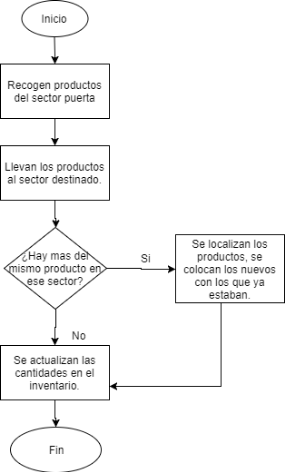 Inicio
Recogen productos
del sector puerta
Llevan los productos
al sector destinado.
¿Hay mas del
mismo producto en
ese sector?
Si
Se localizan los
productos, se
colocan los nuevos
con los que ya
estaban.
No
Se actualizan las
cantidades en el
inventario.
Fin